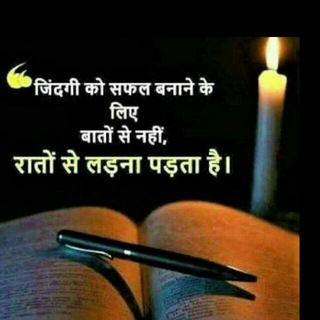 “जिंदगी को सफल बनाने के
लिए
बातों से नहीं,
रातों से लड़ना पड़ता है।